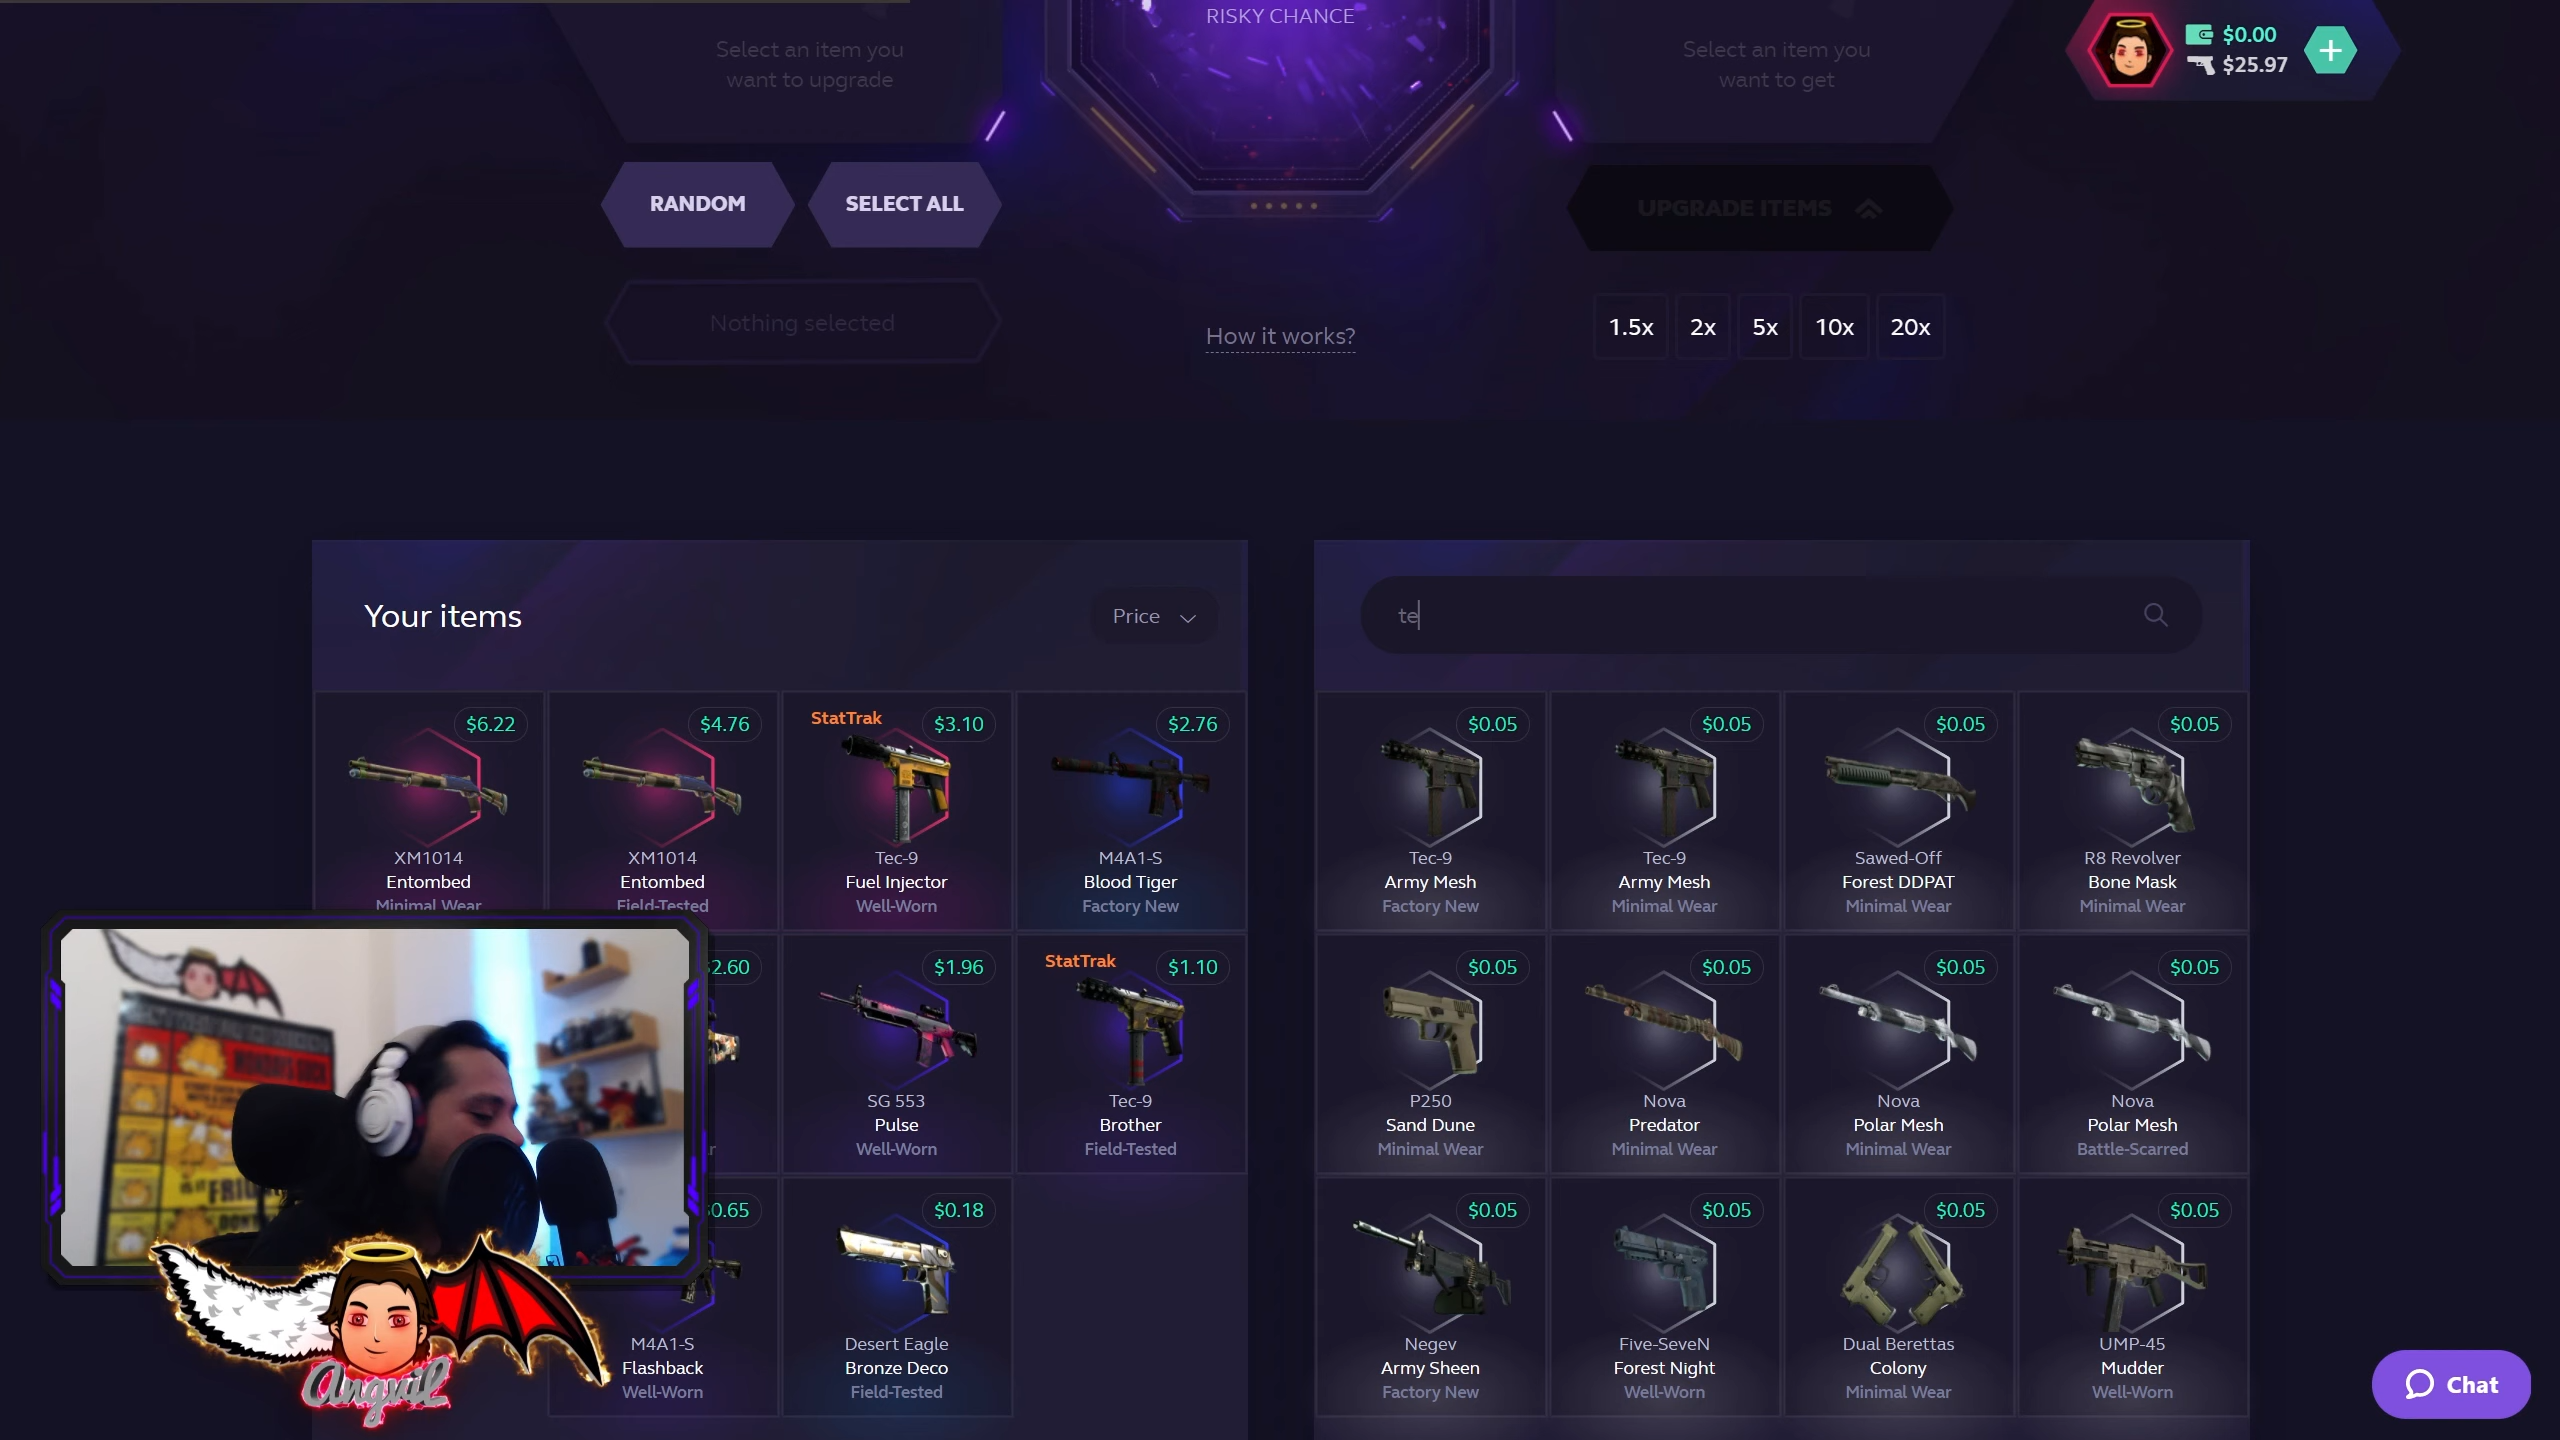 RISKY CHANCE
Select an item you
want to upgrade
Select an item you
want to get
$0.00
$25.97
RANDOM
SELECT ALL
UPGRADE ITEMS
Nothing selected
How it works?
1.5x
2x
5x
10x
20x
Your items
Price
te
$6.22
XM1014
Entombed
Minimal Wear
$4.76
XM1014
Entombed
Field-Tested
StatTrak
$3.10
Tec-9
Fuel Injector
Well-Worn
$2.76
M4A1-S
Blood Tiger
Factory New
2.60
$1.96
SG 553
Pulse
Well-Worn
StatTrak
$1.10
Tec-9
Brother
Field-Tested
0.65
M4A1-S
Flashback
Well-Worn
$0.18
Desert Eagle
Bronze Deco
Field-Tested
$0.05
Tec-9
Army Mesh
Factory New
$0.05
Tec-9
Army Mesh
Minimal Wear
$0.05
Sawed-Off
Forest DDPAT
Minimal Wear
$0.05
R8 Revolver
Bone Mask
Minimal Wear
$0.05
P250
Sand Dune
Minimal Wear
$0.05
Nova
Predator
Minimal Wear
$0.05
Nova
Polar Mesh
Minimal Wear
$0.05
Nova
Polar Mesh
Battle-Scarred
$0.05
Negev
Army Sheen
Factory New
$0.05
Five-SeveN
Forest Night
Well-Worn
$0.05
Dual Berettas
Colony
Minimal Wear
$0.05
UMP-45
Mudder
Well-Worn
angvil
Chat